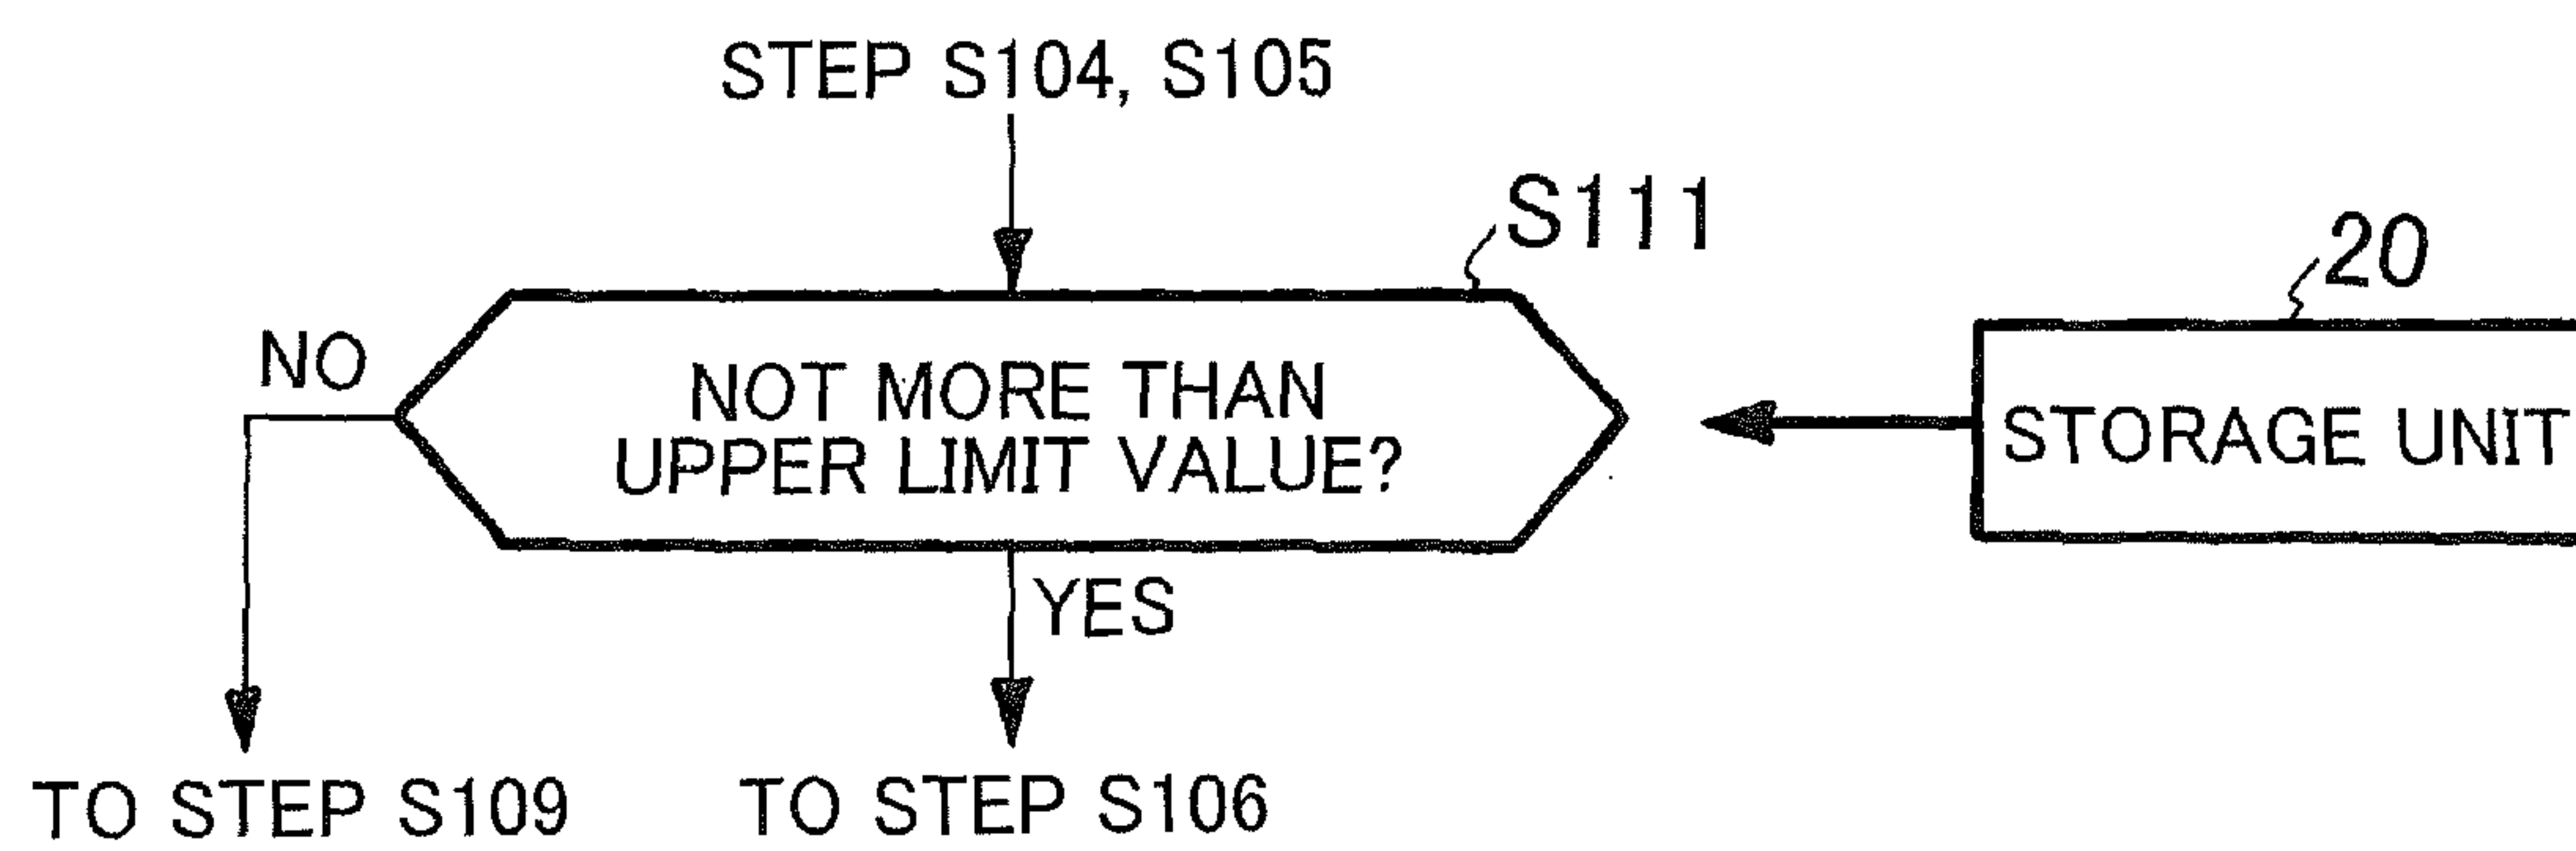 STEP S104, S105
S111
20
NO
NOT MORE THAN
UPPER LIMIT VALUE?
STORAGE UNIT
YES
TO STEP S109
TO STEP S106